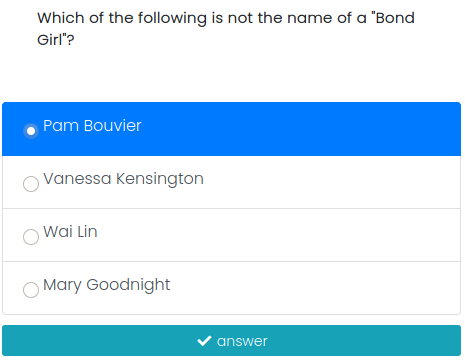 Which of the following is not the name of a "Bond
Girl"?
Pam Bouvier
Vanessa Kensington
Wai Lin
Mary Goodnight
answer